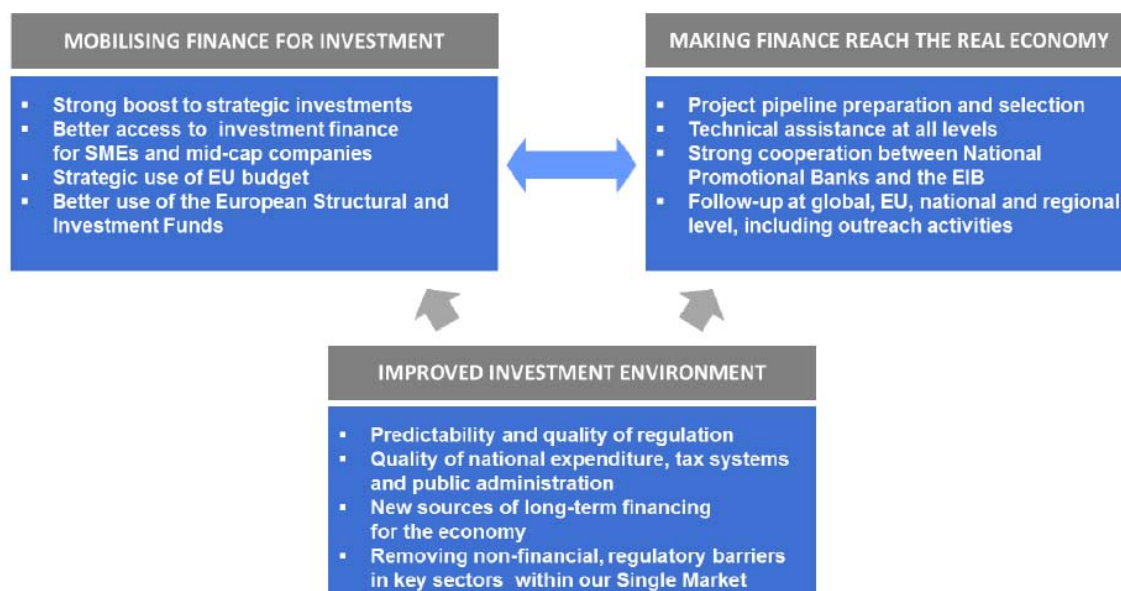 MOBILISING FINANCE FOR INVESTMENT
▪ Strong boost to strategic investments
▪ Better access to investment finance
for SMEs and mid-cap companies
▪ Strategic use of EU budget
▪ Better use of the European Structural and
Investment Funds
MAKING FINANCE REACH THE REAL ECONOMY
▪ Project pipeline preparation and selection
▪ Technical assistance at all levels
▪ Strong cooperation between National
Promotional Banks and the EIB
▪ Follow-up at global, EU, national and regional
level, including outreach activities
IMPROVED INVESTMENT ENVIRONMENT
▪ Predictability and quality of regulation
▪ Quality of national expenditure, tax systems
and public administration
▪ New sources of long-term financing
for the economy
▪ Removing non-financial, regulatory barriers
in key sectors within our Single Market